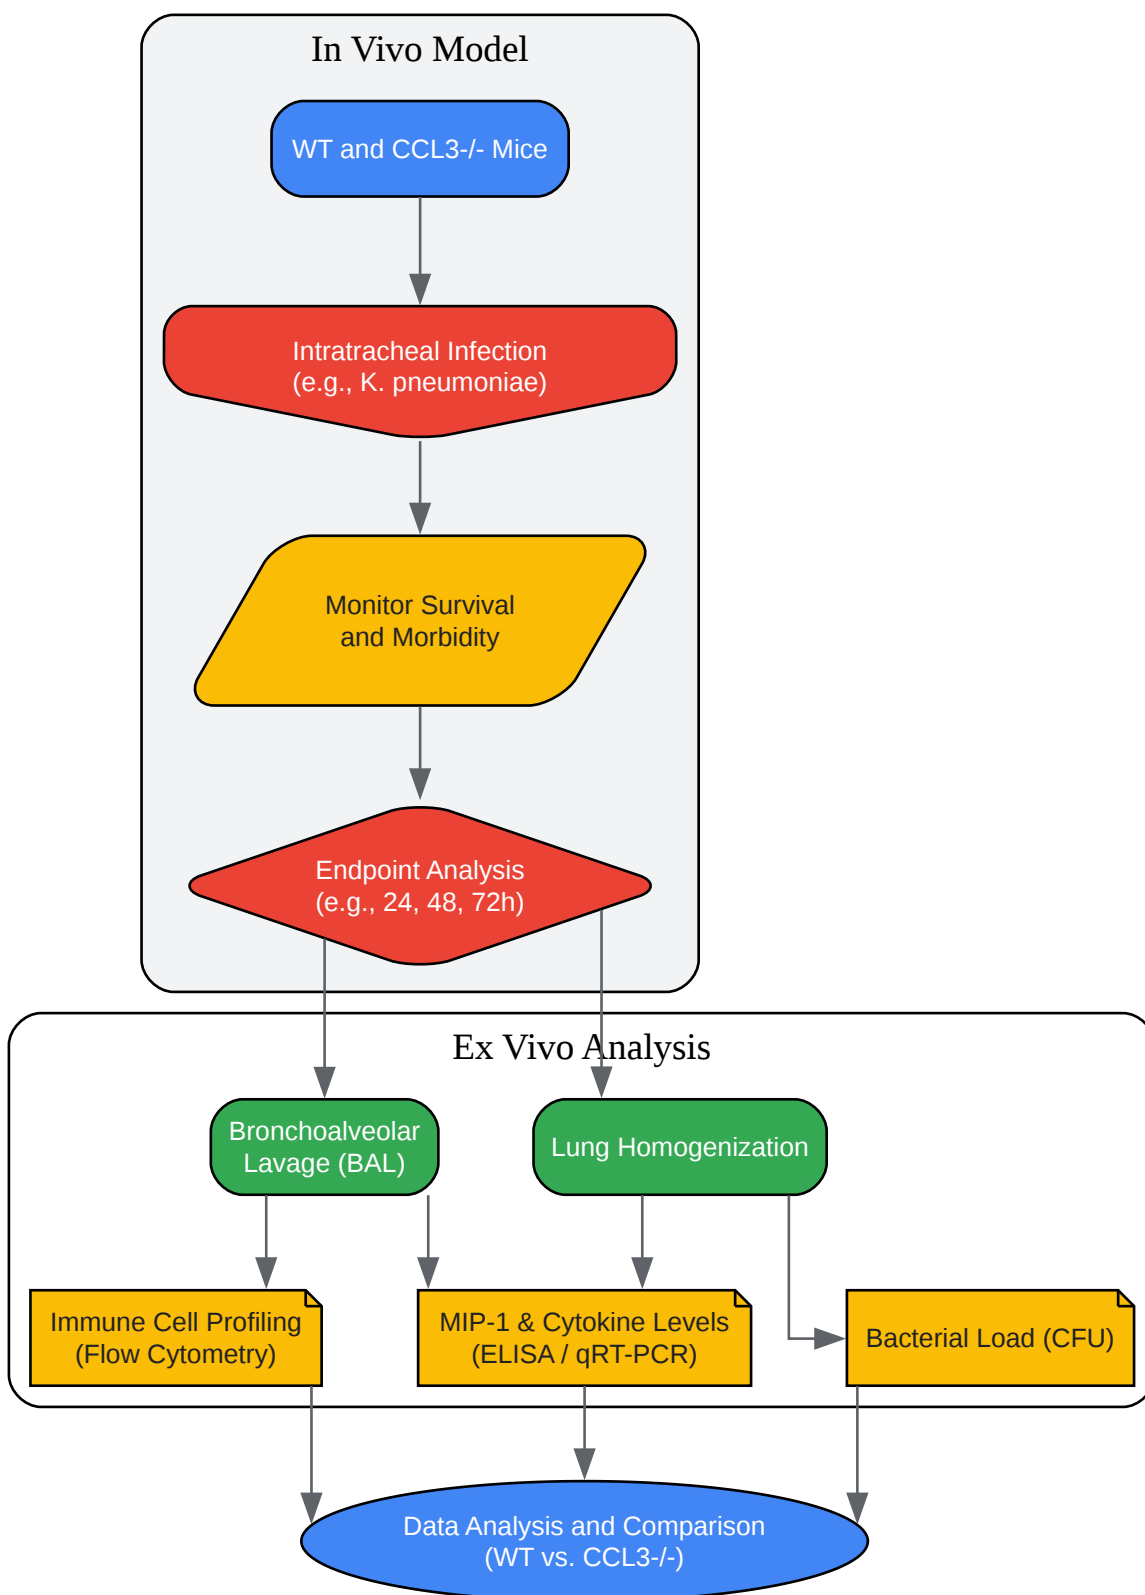 In Vivo Model
WT and CCL3-/- Mice
Intratracheal Infection
(e.g., K. pneumoniae)
Monitor Survival
and Morbidity
Endpoint Analysis
(e.g., 24, 48, 72h)
Ex Vivo Analysis
Bronchoalveolar
Lavage (BAL)
Lung Homogenization
Immune Cell Profiling
(Flow Cytometry)
MIP-1 & Cytokine Levels
(ELISA / qRT-PCR)
Bacterial Load (CFU)
Data Analysis and Comparison
(WT vs. CCL3-/-)